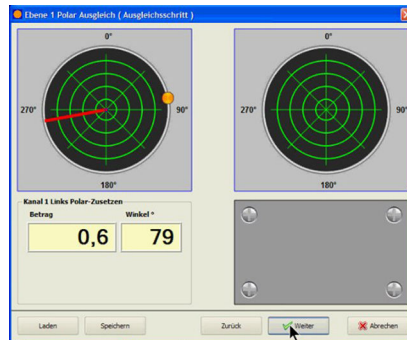 Ebene 1 Polar Ausgleich ( Ausgleichsschritt )
0° 0°
270° 90° 270° 90°
180° 180°
Kanal 1 Links Polar-Zusetzen
Betrag Winkel °
0,6 79
Laden Speichern Zurück Weiter Abrechen